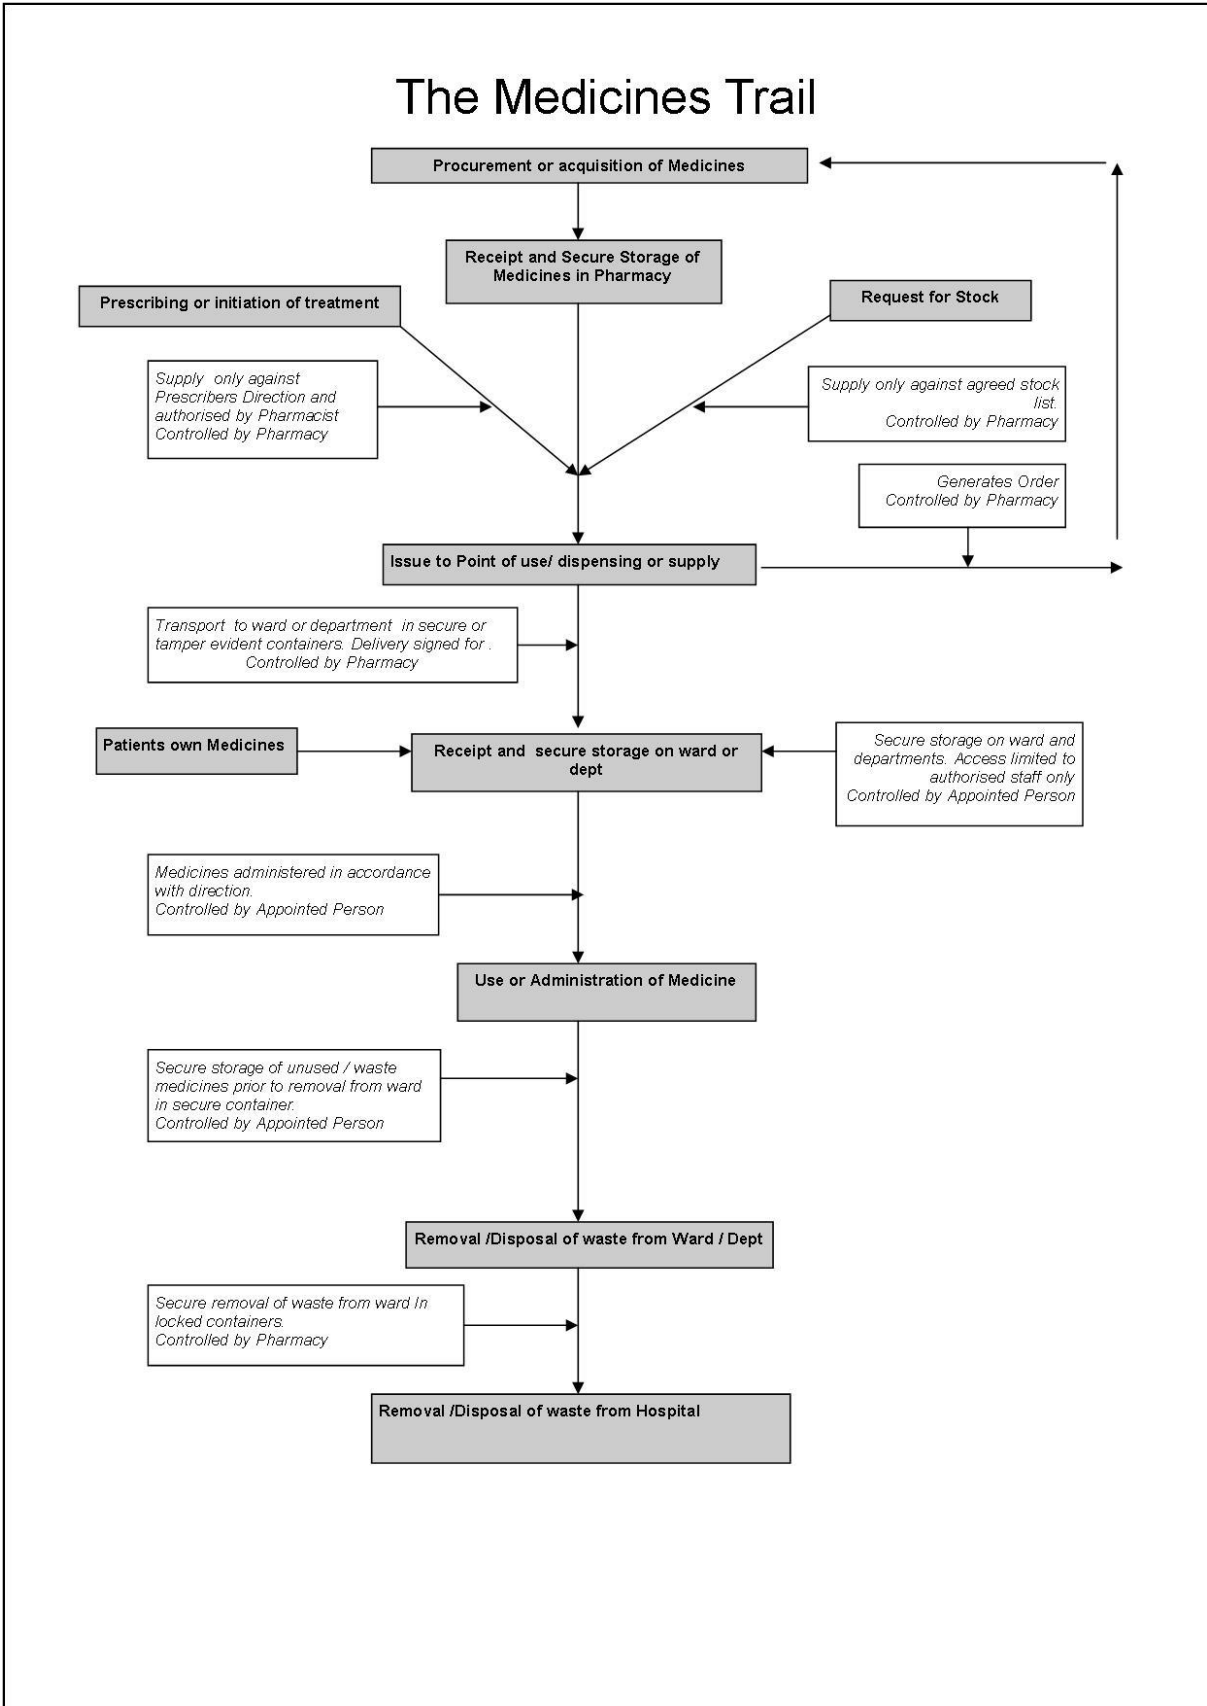 The Medicines Trail
Procurement or acquisition of Medicines
Receipt and Secure Storage of
Medicines in Pharmacy
Prescribing or initiation of treatment
Request for Stock
Supply only against
Prescribers Direction and
authorised by Pharmacist
Controlled by Pharmacy
Supply only against agreed stock
list.
Controlled by Pharmacy
Generates Order
Controlled by Pharmacy
Issue to Point of use/ dispensing or supply
Transport to ward or department in secure or
tamper evident containers. Delivery signed for .
Controlled by Pharmacy
Patients own Medicines
Receipt and secure storage on ward or
dept
Secure storage on ward and
departments. Access limited to
authorised staff only
Controlled by Appointed Person
Medicines administered in accordance
with direction.
Controlled by Appointed Person
Use or Administration of Medicine
Secure storage of unused / waste
medicines prior to removal from ward
in secure container.
Controlled by Appointed Person
Removal /Disposal of waste from Ward / Dept
Secure removal of waste from ward In
locked containers.
Controlled by Pharmacy
Removal /Disposal of waste from Hospital